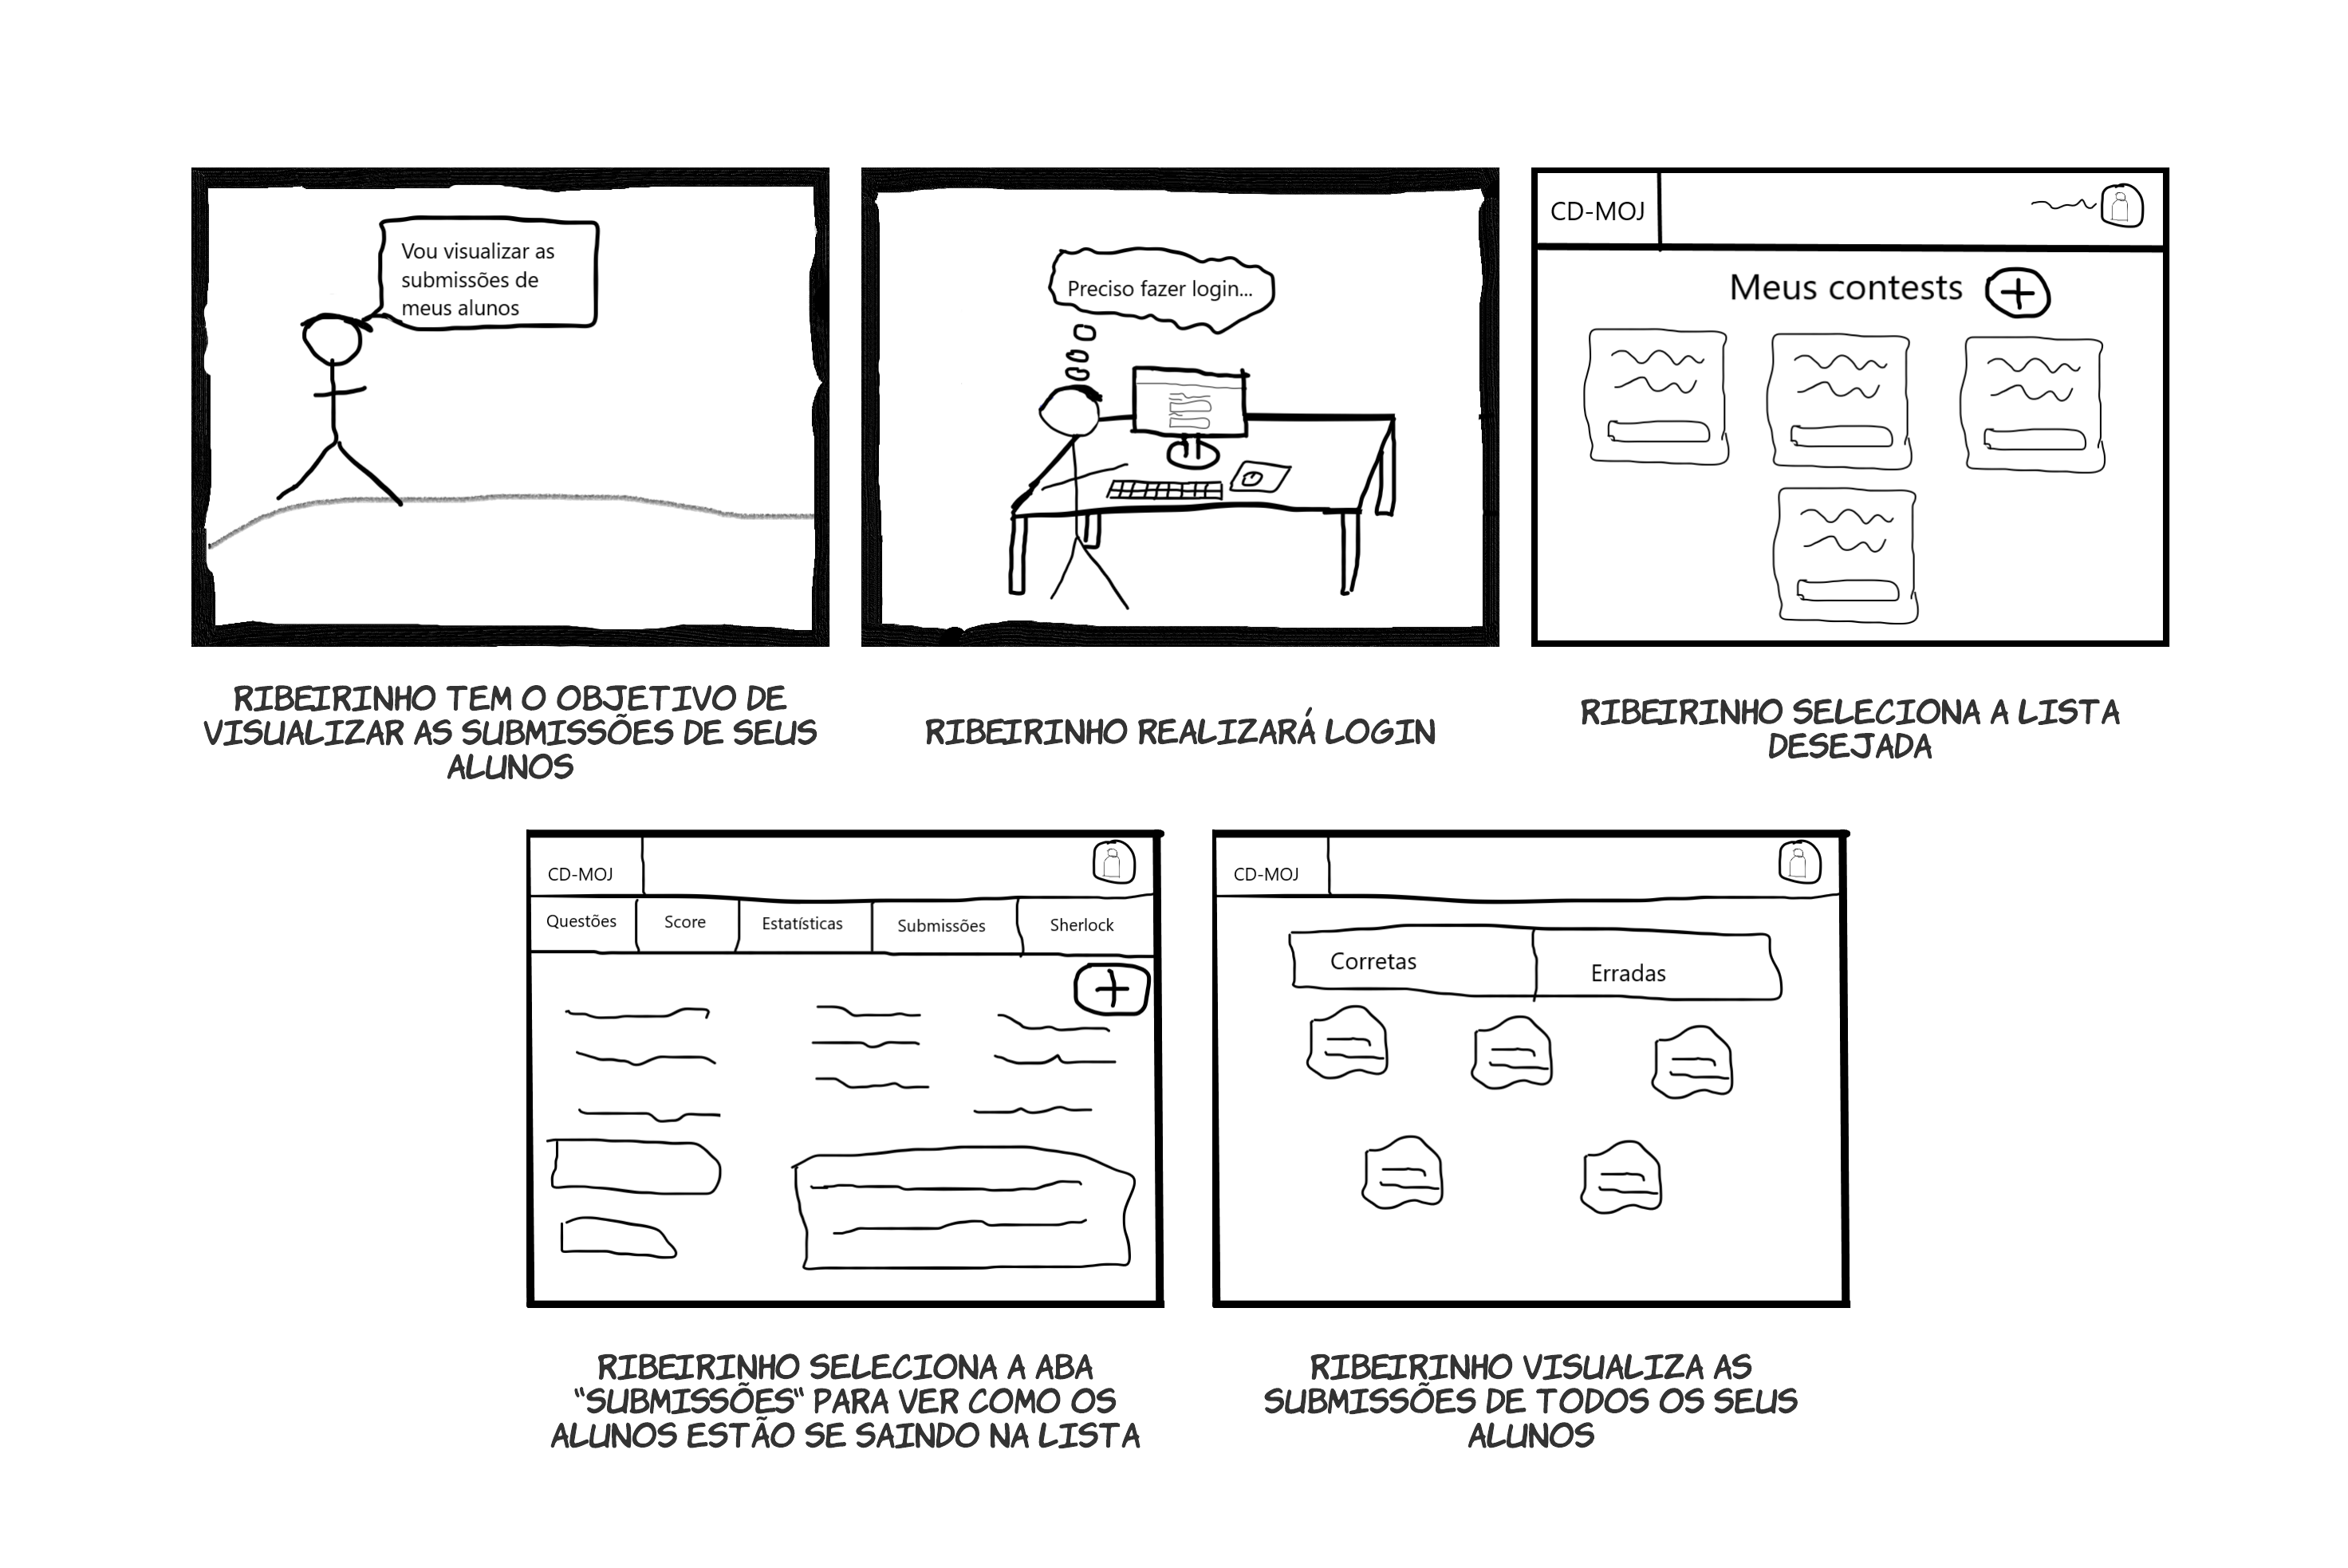 Vou visualizar as
submissões de
meus alunos
RIBEIRINHO TEM O OBJETIVO DE
VISUALIZAR AS SUBMISSÕES DE SEUS
ALUNOS
Preciso fazer login...
RIBEIRINHO REALIZARÁ LOGIN
CD-MOJ
Meus contests
RIBEIRINHO SELECIONA A LISTA
DESEJADA
CD-MOJ
Questões Score Estatísticas Submissões Sherlock
RIBEIRINHO SELECIONA A ABA
"SUBMISSÕES" PARA VER COMO OS
ALUNOS ESTÃO SE SAINDO NA LISTA
CD-MOJ
Corretas Erradas
RIBEIRINHO VISUALIZA AS
SUBMISSÕES DE TODOS OS SEUS
ALUNOS